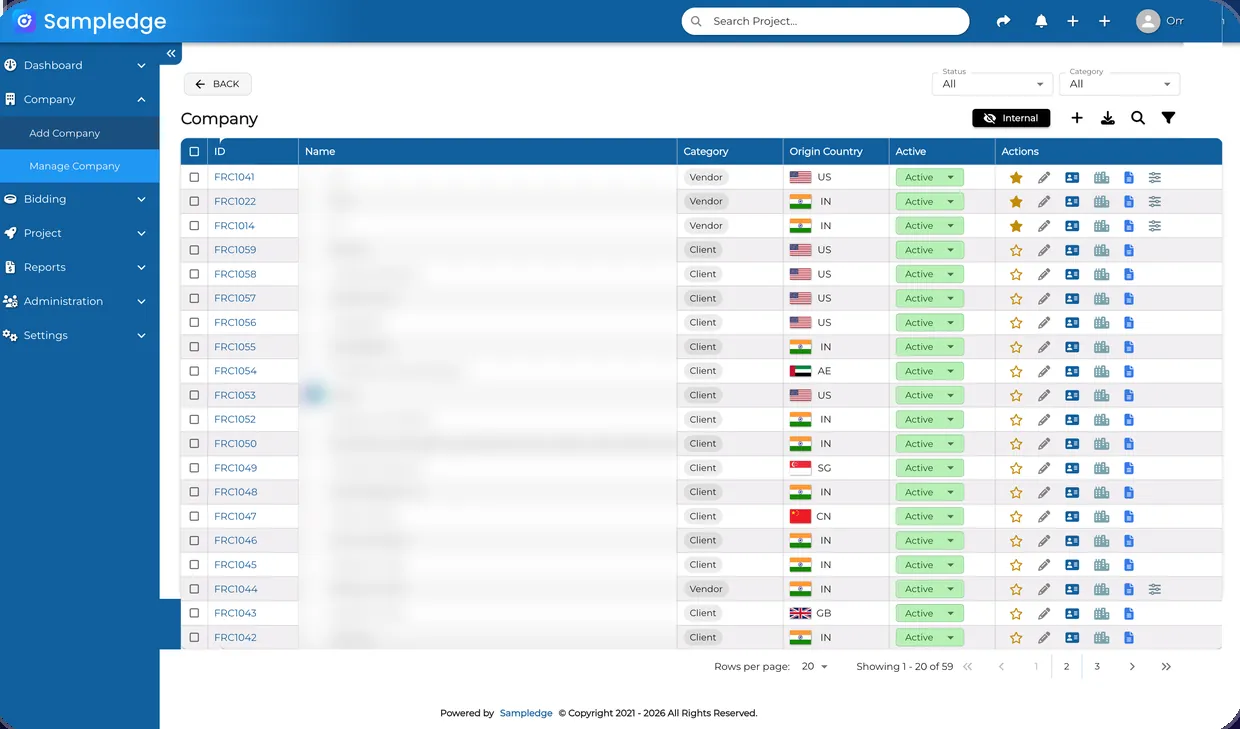 Sampledge
Search Project...
Dashboard
Company
Add Company
Manage Company
Bidding
Project
Reports
Administration
Settings
BACK
Status
All
Category
All
Company
Internal
ID Name Category Origin Country Active Actions
FRC1041 Vendor US Active
FRC1022 Vendor IN Active
FRC1014 Vendor IN Active
FRC1059 Client US Active
FRC1058 Client US Active
FRC1057 Client US Active
FRC1056 Client US Active
FRC1055 Client IN Active
FRC1054 Client AE Active
FRC1053 Client US Active
FRC1052 Client IN Active
FRC1050 Client IN Active
FRC1049 Client SG Active
FRC1048 Client IN Active
FRC1047 Client CN Active
FRC1046 Client IN Active
FRC1045 Client IN Active
FRC1044 Vendor IN Active
FRC1043 Client GB Active
FRC1042 Client IN Active
Rows per page: 20 Showing 1 - 20 of 59 1 2 3
Powered by Sampledge © Copyright 2021 - 2026 All Rights Reserved.